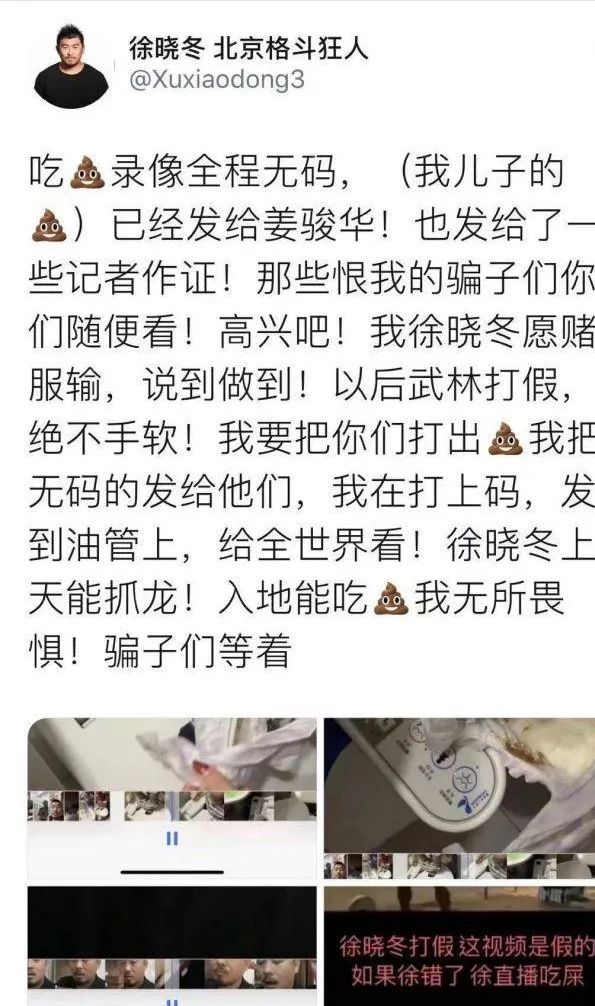 徐晓冬 北京格斗狂人
@Xuxiaodong3
吃💩录像全程无码，（我儿子的
💩）已经发给姜骏华！也发给了一
些记者作证！那些恨我的骗子们你
们随便看！高兴吧！我徐晓冬愿赌
服输，说到做到！以后武林打假，
绝不手软！我要把你们打出💩我把
无码的发给他们，我在打上码，发
到油管上，给全世界看！徐晓冬上
天能抓龙！入地能吃💩我无所畏
惧！骗子们等着
徐晓冬打假 这视频是假的
如果徐错了 徐直播吃屎